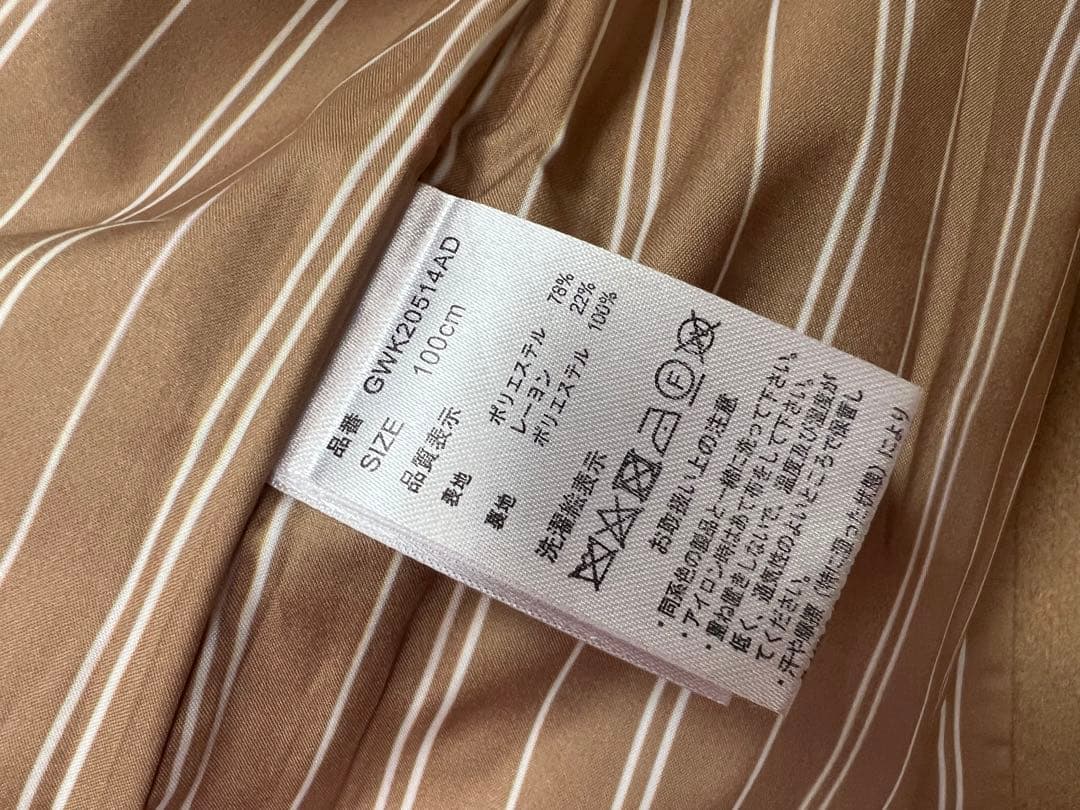 品番 GWK20514AD
SIZE 100cm
品質表示
表地 ポリエステル 78%
レーヨン 22%
裏地 ポリエステル 100%
洗濯絵表示
F
お取扱い上の注意
・同系色の製品と一緒に洗って下さい。
・アイロン時はあて布をして下さい。
・重ね置きしないで、温度及び湿度が
低く、通気性のよいところで保管し
てください。
・汗や摩擦（特に湿った状態）により